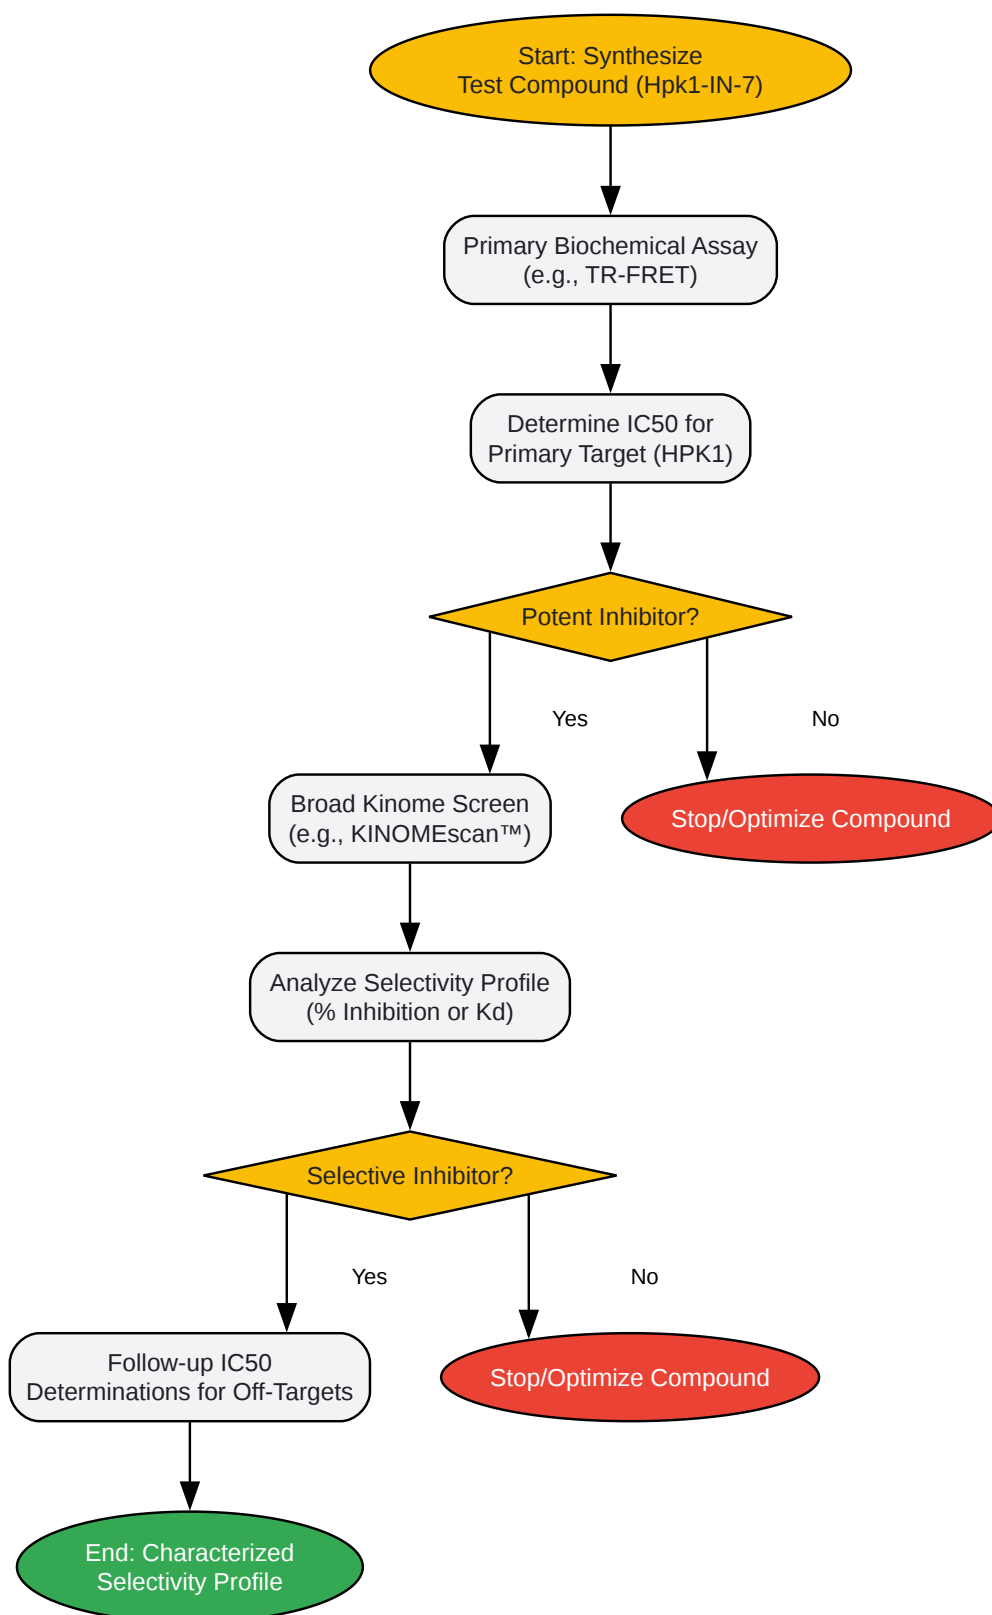 Start: Synthesize
Test Compound (Hpk1-IN-7)
Primary Biochemical Assay
(e.g., TR-FRET)
Determine IC50 for
Primary Target (HPK1)
Potent Inhibitor?
Yes
No
Broad Kinome Screen
(e.g., KINOMEscan™)
Stop/Optimize Compound
Analyze Selectivity Profile
(% Inhibition or Kd)
Selective Inhibitor?
Yes
No
Follow-up IC50
Determinations for Off-Targets
Stop/Optimize Compound
End: Characterized
Selectivity Profile